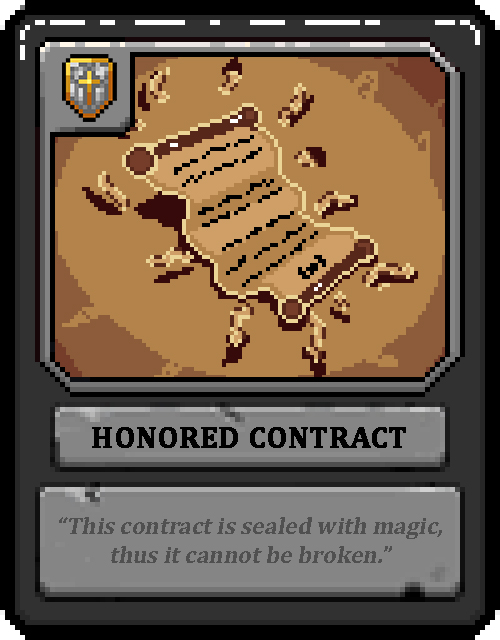 HONORED CONTRACT
“This contract is sealed with magic,
thus it cannot be broken.”